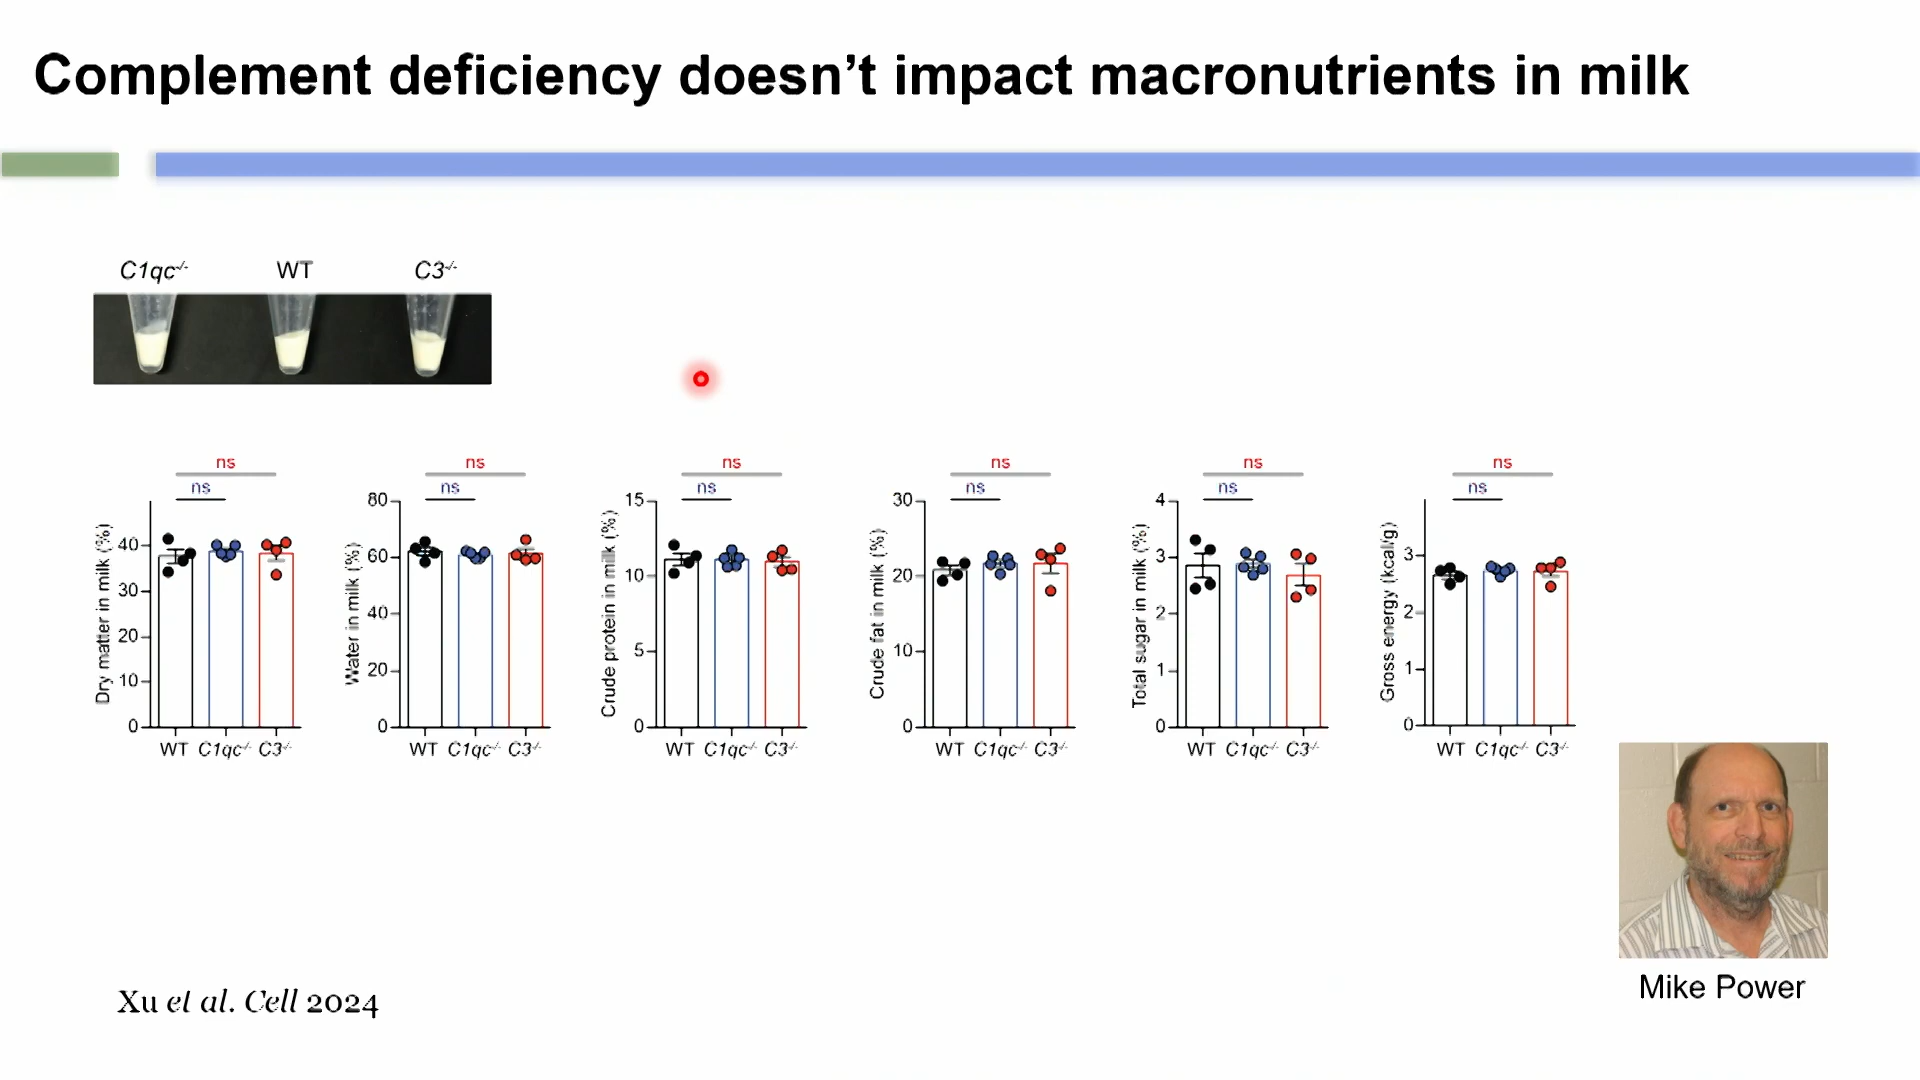 Complement deficiency doesn’t impact macronutrients in milk
C1qc-/- WT C3-/-
ns
ns
Dry matter in milk (%)
40
30
20
10
0
WT C1qc-/- C3-/-
ns
ns
Water in milk (%)
80
60
40
20
0
WT C1qc-/- C3-/-
ns
ns
Crude protein in milk (%)
15
10
5
0
WT C1qc-/- C3-/-
ns
ns
Crude fat in milk (%)
30
20
10
0
WT C1qc-/- C3-/-
ns
ns
Total sugar in milk (%)
4
3
2
1
0
WT C1qc-/- C3-/-
ns
ns
Gross energy (kcal/g)
3
2
1
0
WT C1qc-/- C3-/-
Mike Power
Xu et al. Cell 2024